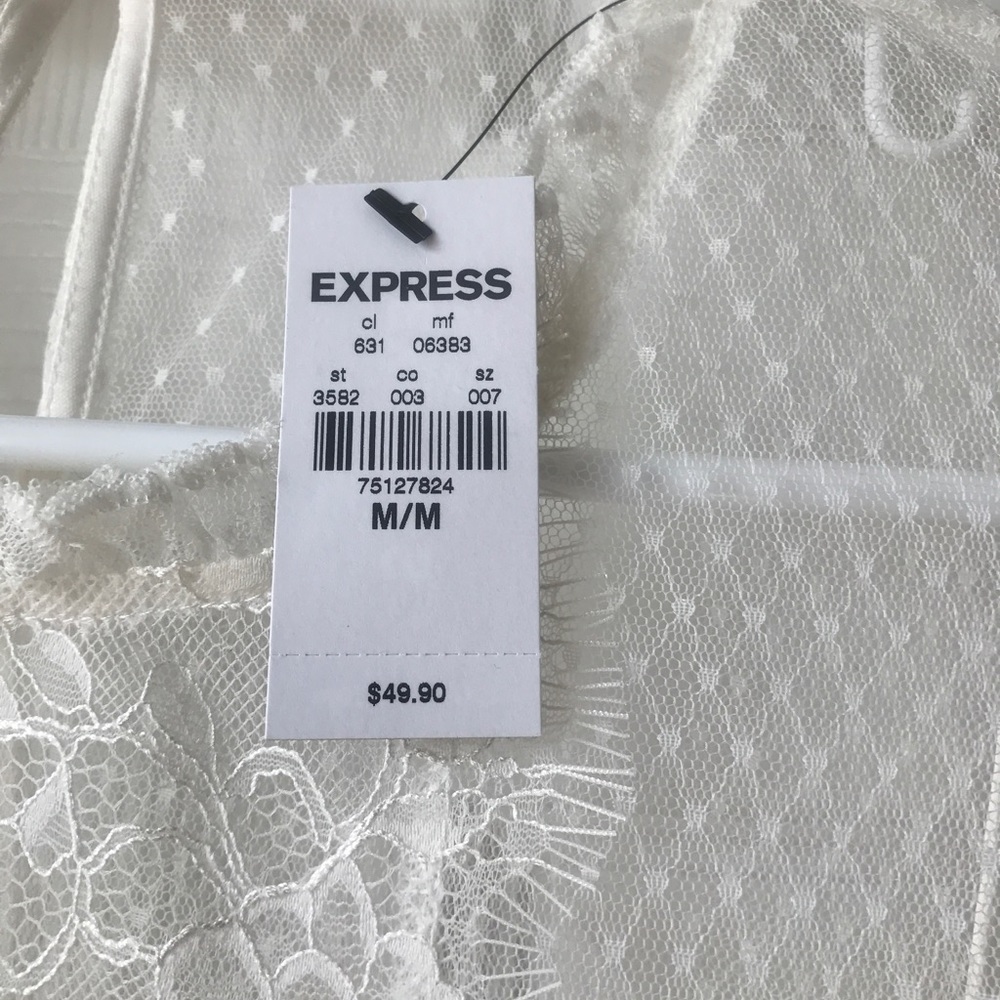 EXPRESS
cl mf
631 06383
st co sz
3582 003 007
75127824
M/M
$49.90